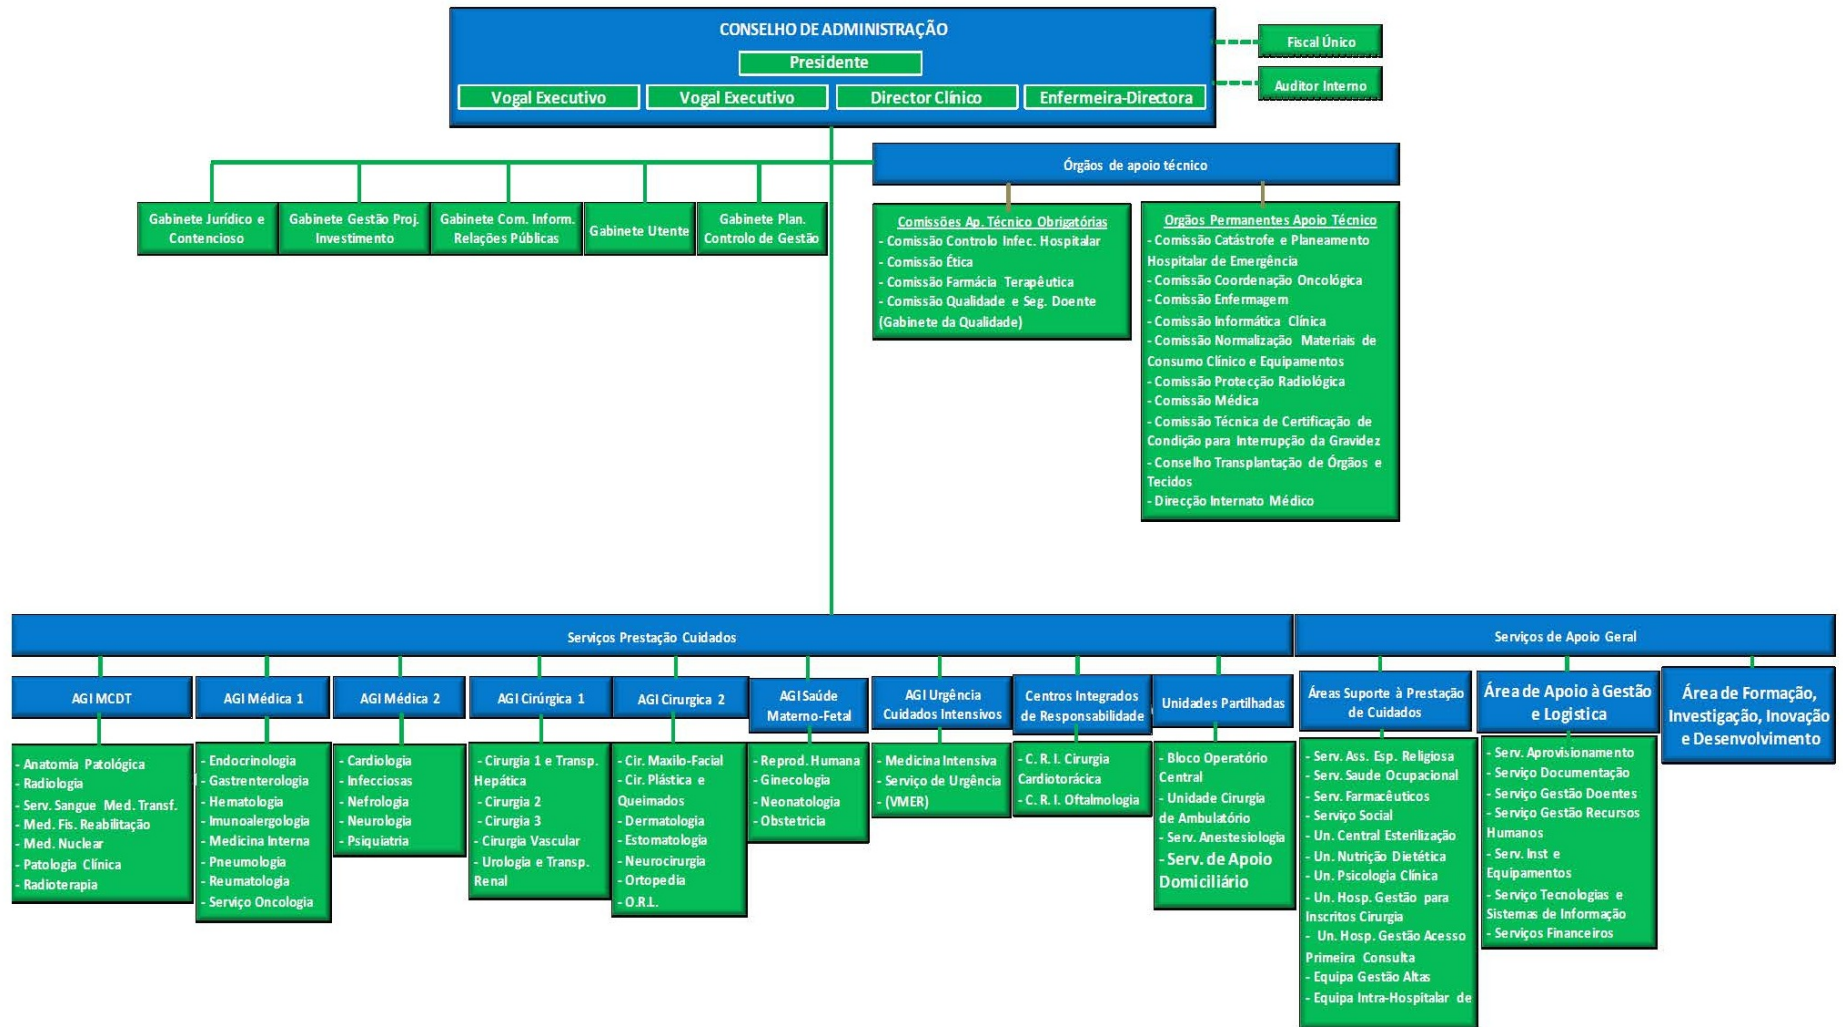 CONSELHO DE ADMINISTRAÇÃO
Presidente
Vogal Executivo
Vogal Executivo
Director Clínico
Enfermeira-Directora
Fiscal Único
Auditor Interno
Órgãos de apoio técnico
Gabinete Jurídico e
Contencioso
Gabinete Gestão Proj.
Investimento
Gabinete Com. Inform.
Relações Públicas
Gabinete Utente
Gabinete Plan.
Controlo de Gestão
Comissões Ap. Técnico Obrigatórias
- Comissão Controlo Infec. Hospitalar
- Comissão Ética
- Comissão Farmácia Terapêutica
- Comissão Qualidade e Seg. Doente
(Gabinete da Qualidade)
Orgãos Permanentes Apoio Técnico
- Comissão Catástrofe e Planeamento
Hospitalar de Emergência
- Comissão Coordenação Oncológica
- Comissão Enfermagem
- Comissão Informática Clínica
- Comissão Normalização Materiais de
Consumo Clínico e Equipamentos
- Comissão Protecção Radiológica
- Comissão Médica
- Comissão Técnica de Certificação de
Condição para Interrupção da Gravidez
- Conselho Transplantação de Órgãos e
Tecidos
- Direcção Internato Médico
Serviços Prestação Cuidados
Serviços de Apoio Geral
AGI MCDT
- Anatomia Patológica
- Radiologia
- Serv. Sangue Med. Transf.
- Med. Fis. Reabilitação
- Med. Nuclear
- Patologia Clínica
- Radioterapia
AGI Médica 1
- Endocrinologia
- Gastrenterologia
- Hematologia
- Imunoalergologia
- Medicina Interna
- Pneumologia
- Reumatologia
- Serviço Oncologia
AGI Médica 2
- Cardiologia
- Infecciosas
- Nefrologia
- Neurologia
- Psiquiatria
AGI Cirúrgica 1
- Cirurgia 1 e Transp.
Hepática
- Cirurgia 2
- Cirurgia 3
- Cirurgia Vascular
- Urologia e Transp.
Renal
AGI Cirurgica 2
- Cir. Maxilo-Facial
- Cir. Plástica e
Queimados
- Dermatologia
- Estomatologia
- Neurocirurgia
- Ortopedia
- O.R.L.
AGI Saúde
Materno-Fetal
- Reprod. Humana
- Ginecologia
- Neonatologia
- Obstetricia
AGI Urgência
Cuidados Intensivos
- Medicina Intensiva
- Serviço de Urgência
- (VMER)
Centros Integrados
de Responsabilidade
- C. R. I. Cirurgia
Cardiotorácica
- C. R. I. Oftalmologia
Unidades Partilhadas
- Bloco Operatório
Central
- Unidade Cirurgia
de Ambulatório
- Serv. Anestesiologia
- Serv. de Apoio
Domiciliário
Áreas Suporte à Prestação
de Cuidados
- Serv. Ass. Esp. Religiosa
- Serv. Saude Ocupacional
- Serv. Farmacêuticos
- Serviço Social
- Un. Central Esterilização
- Un. Nutrição Dietética
- Un. Psicologia Clínica
- Un. Hosp. Gestão para
Inscritos Cirurgia
- Un. Hosp. Gestão Acesso
Primeira Consulta
- Equipa Gestão Altas
- Equipa Intra-Hospitalar de
Área de Apoio à Gestão
e Logistica
- Serv. Aprovisionamento
- Serviço Documentação
- Serviço Gestão Doentes
- Serviço Gestão Recursos
Humanos
- Serv. Inst e
Equipamentos
- Serviço Tecnologias e
Sistemas de Informação
- Serviços Financeiros
Área de Formação,
Investigação, Inovação
e Desenvolvimento